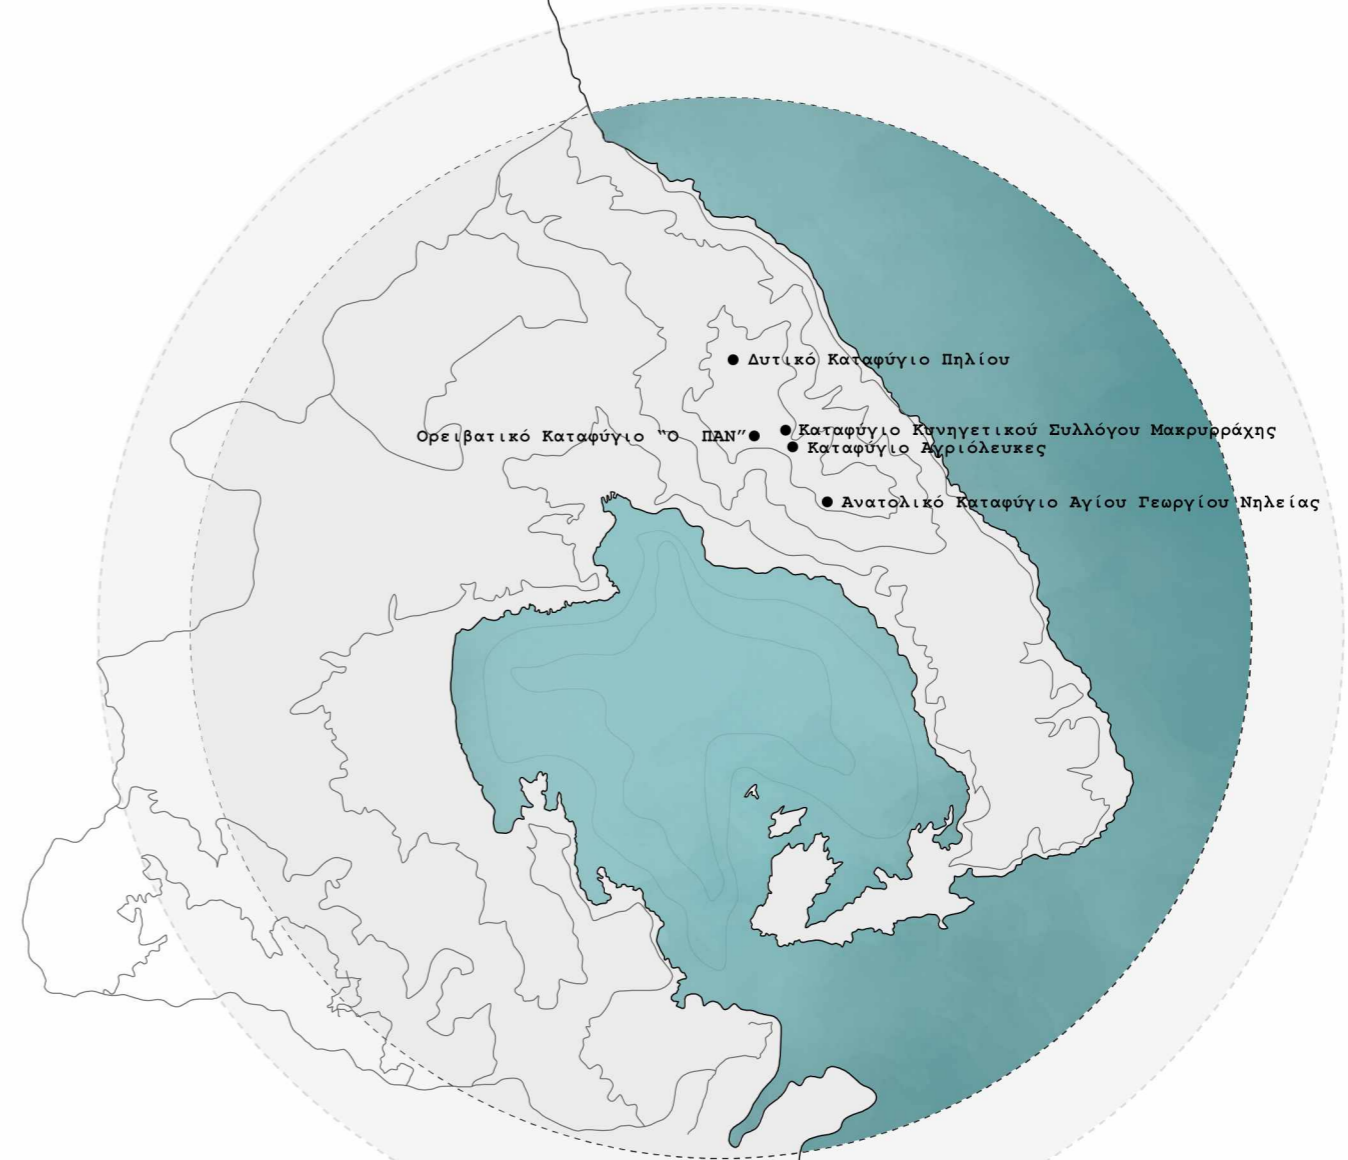 Δυτικό Καταφύγιο Πηλίου
Καταφύγιο Κυνηγετικού Συλλόγου Μακρυρράχης
Ορειβατικό Καταφύγιο "Ο ΠΑΝ"
Καταφύγιο Αγριόλευκες
Ανατολικό Καταφύγιο Αγίου Γεωργίου Νηλείας